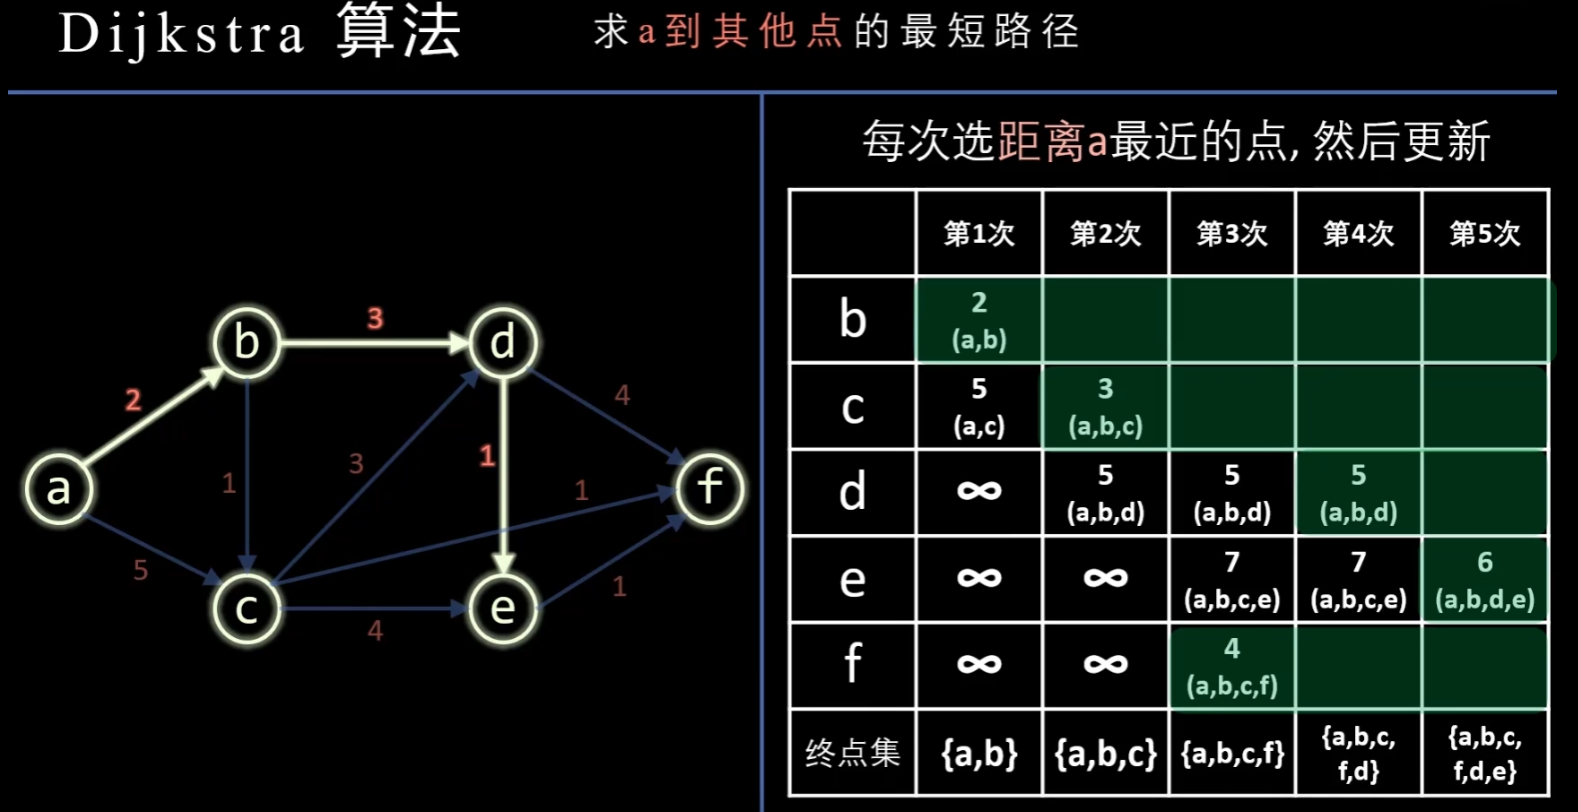 Dijkstra 算法
求a到其他点的最短路径
每次选距离a最近的点, 然后更新
b
3
d
2
4
a
1
3
1
1
f
5
c
4
e
1
第1次 第2次 第3次 第4次 第5次
b 2
(a,b)
c 5 3
(a,c) (a,b,c)
d ∞ 5 5 5
(a,b,d) (a,b,d) (a,b,d)
e ∞ ∞ 7 7 6
(a,b,c,e) (a,b,c,e) (a,b,d,e)
f ∞ ∞ 4
(a,b,c,f)
终点集 {a,b} {a,b,c} {a,b,c,f} {a,b,c, {a,b,c,
f,d} f,d,e}